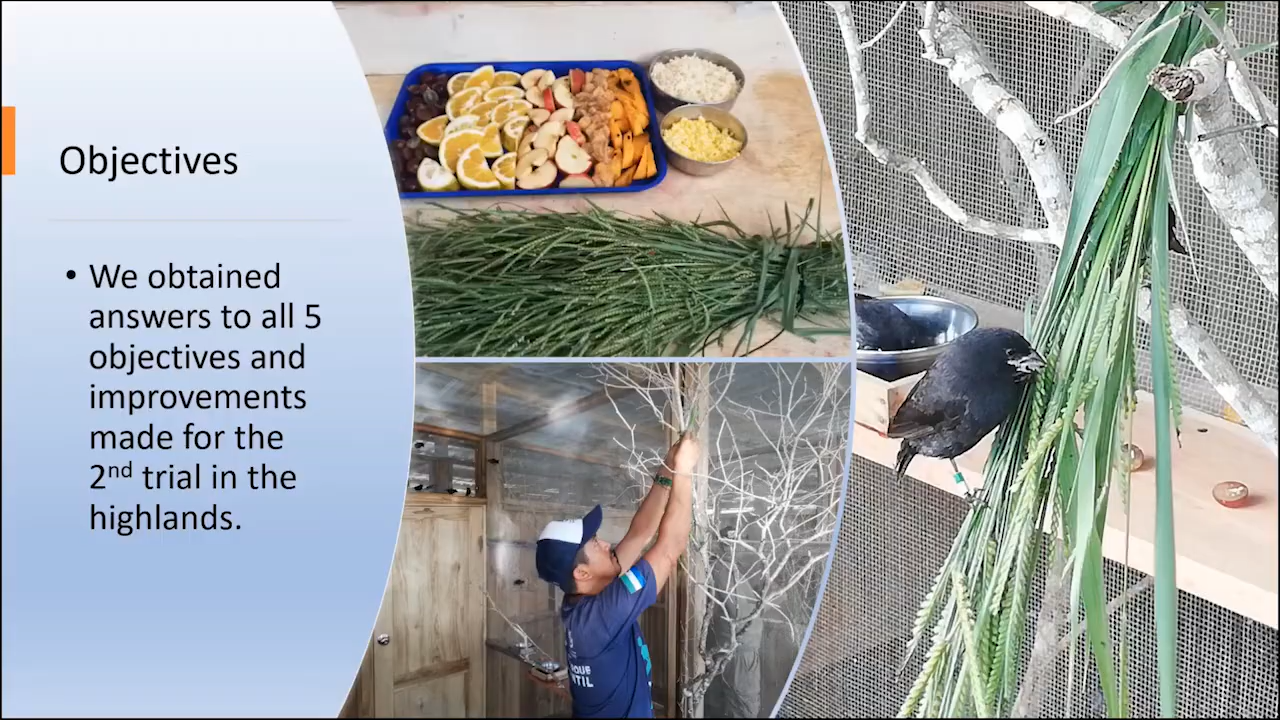 Objectives
• We obtained
answers to all 5
objectives and
improvements
made for the
2nd trial in the
highlands.